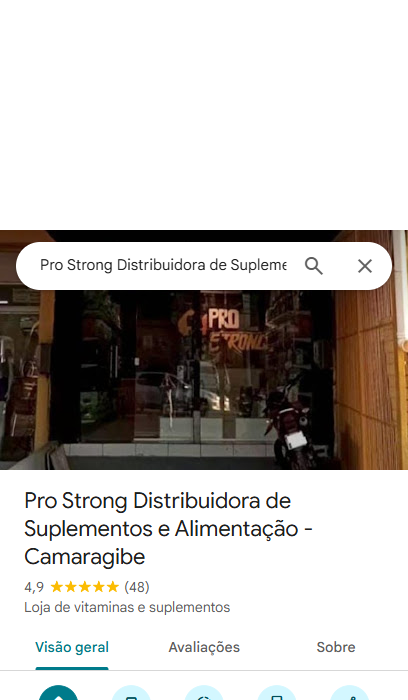 Pro Strong Distribuidora de Supleme
PRO
STRONG
Pro Strong Distribuidora de
Suplementos e Alimentação -
Camaragibe
4,9 ★★★★★ (48)
Loja de vitaminas e suplementos
Visão geral Avaliações Sobre